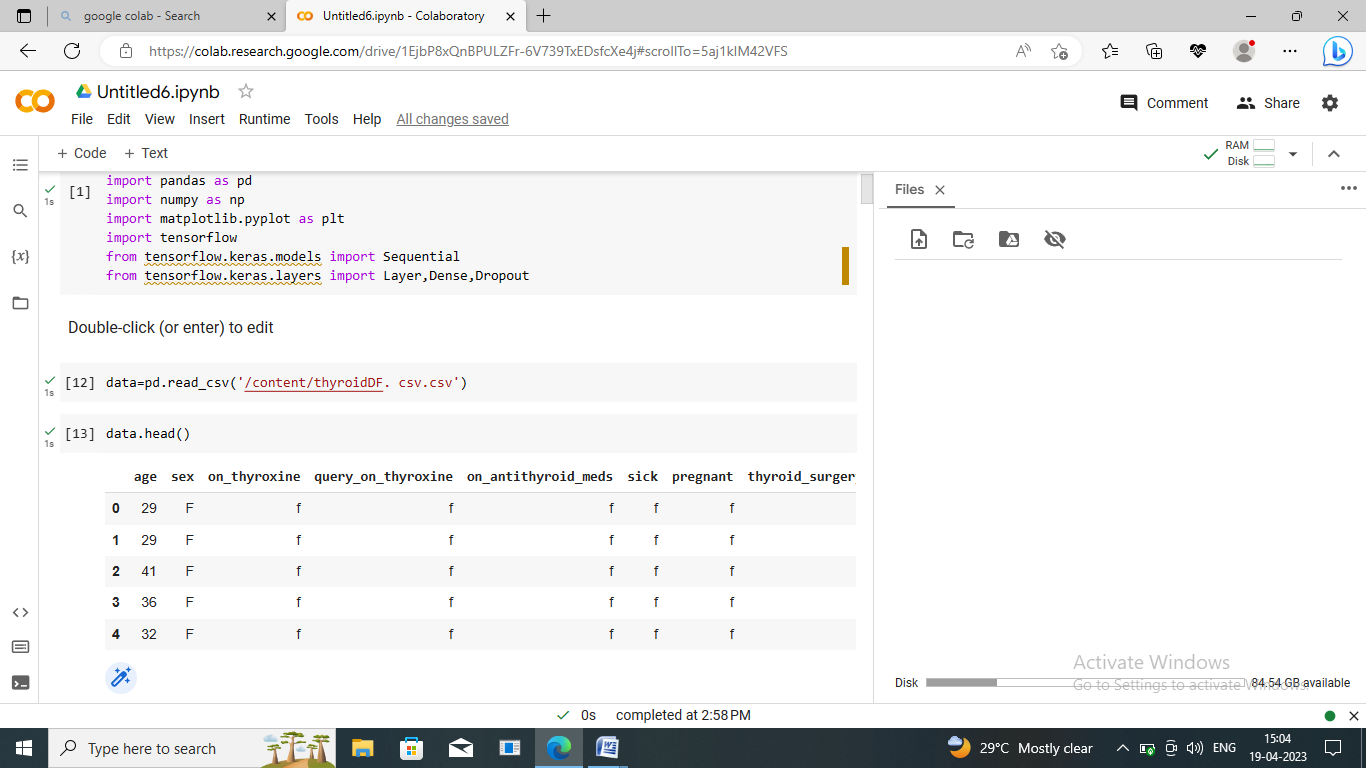 google colab - Search
Untitled6.ipynb - Colaboratory
https://colab.research.google.com/drive/1EjbP8xQnBPULZFr-6V739TxEDsfcXe4j#scrollTo=5aj1kIM42VFS
Untitled6.ipynb
File Edit View Insert Runtime Tools Help All changes saved
Comment Share
+ Code + Text
RAM
Disk
[1]
1s
import pandas as pd
import numpy as np
import matplotlib.pyplot as plt
import tensorflow
from tensorflow.keras.models import Sequential
from tensorflow.keras.layers import Layer,Dense,Dropout
Double-click (or enter) to edit
[12] data=pd.read_csv('/content/thyroidDF. csv.csv')
1s
[13] data.head()
1s
age sex on_thyroxine query_on_thyroxine on_antithyroid_meds sick pregnant thyroid_surger
0 29 F f f f f f
1 29 F f f f f f
2 41 F f f f f f
3 36 F f f f f f
4 32 F f f f f f
Files
{x}
Activate Windows
Go to Settings to activate Windows.
Disk 84.54 GB available
0s completed at 2:58 PM
Type here to search
29°C Mostly clear
ENG
15:04
19-04-2023